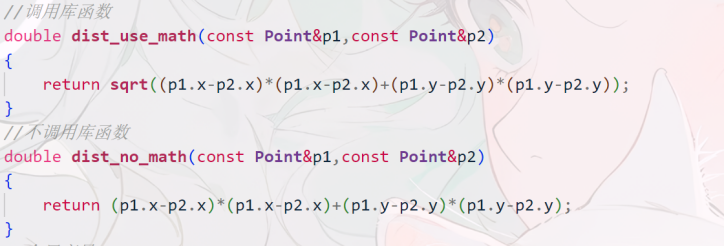 //调用库函数
double dist_use_math(const Point&p1,const Point&p2)
{
return sqrt((p1.x-p2.x)*(p1.x-p2.x)+(p1.y-p2.y)*(p1.y-p2.y));
}
//不调用库函数
double dist_no_math(const Point&p1,const Point&p2)
{
return (p1.x-p2.x)*(p1.x-p2.x)+(p1.y-p2.y)*(p1.y-p2.y);
}